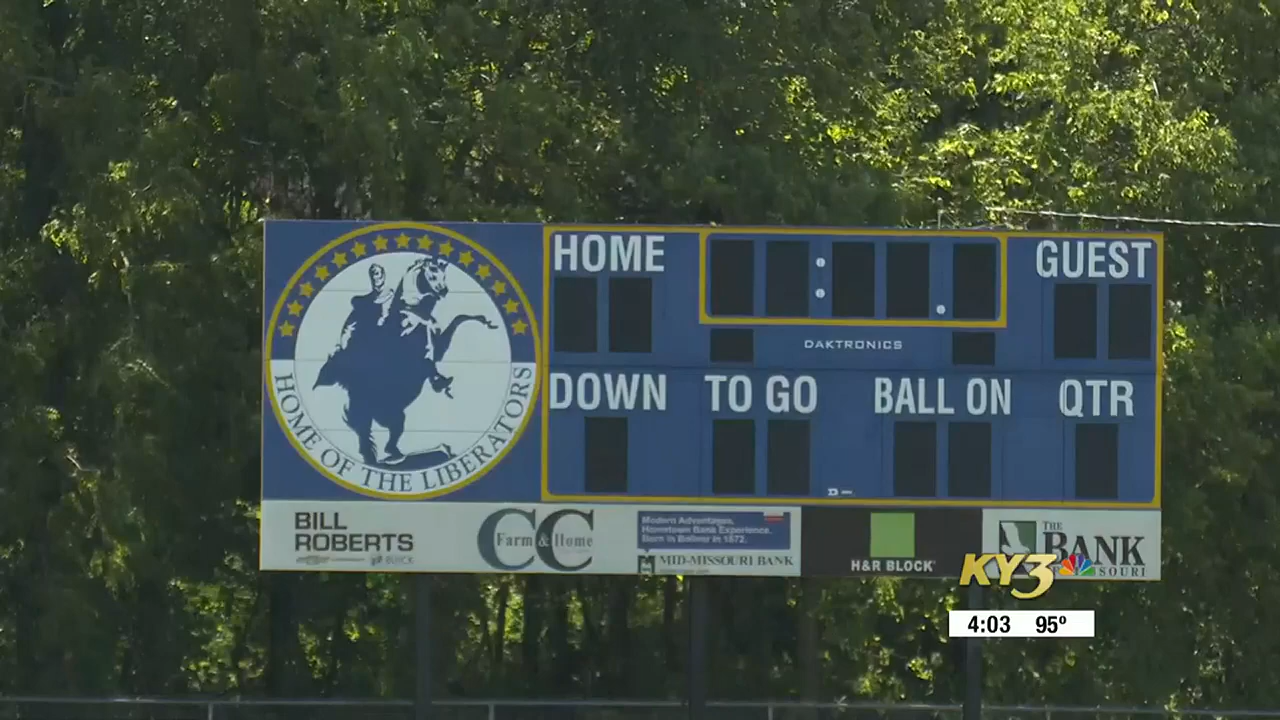 HOME
GUEST
DAKTRONICS
DOWN TO GO BALL ON QTR
HOME OF THE LIBERATORS
BILL
ROBERTS
BUICK
CC
Farm & Home
Modern Advantages.
Hometown Bank Experience.
Born in Bolivar in 1872.
MID-MISSOURI BANK
H&R BLOCK
THE
BANK
SOURI
KY3
4:03 95º